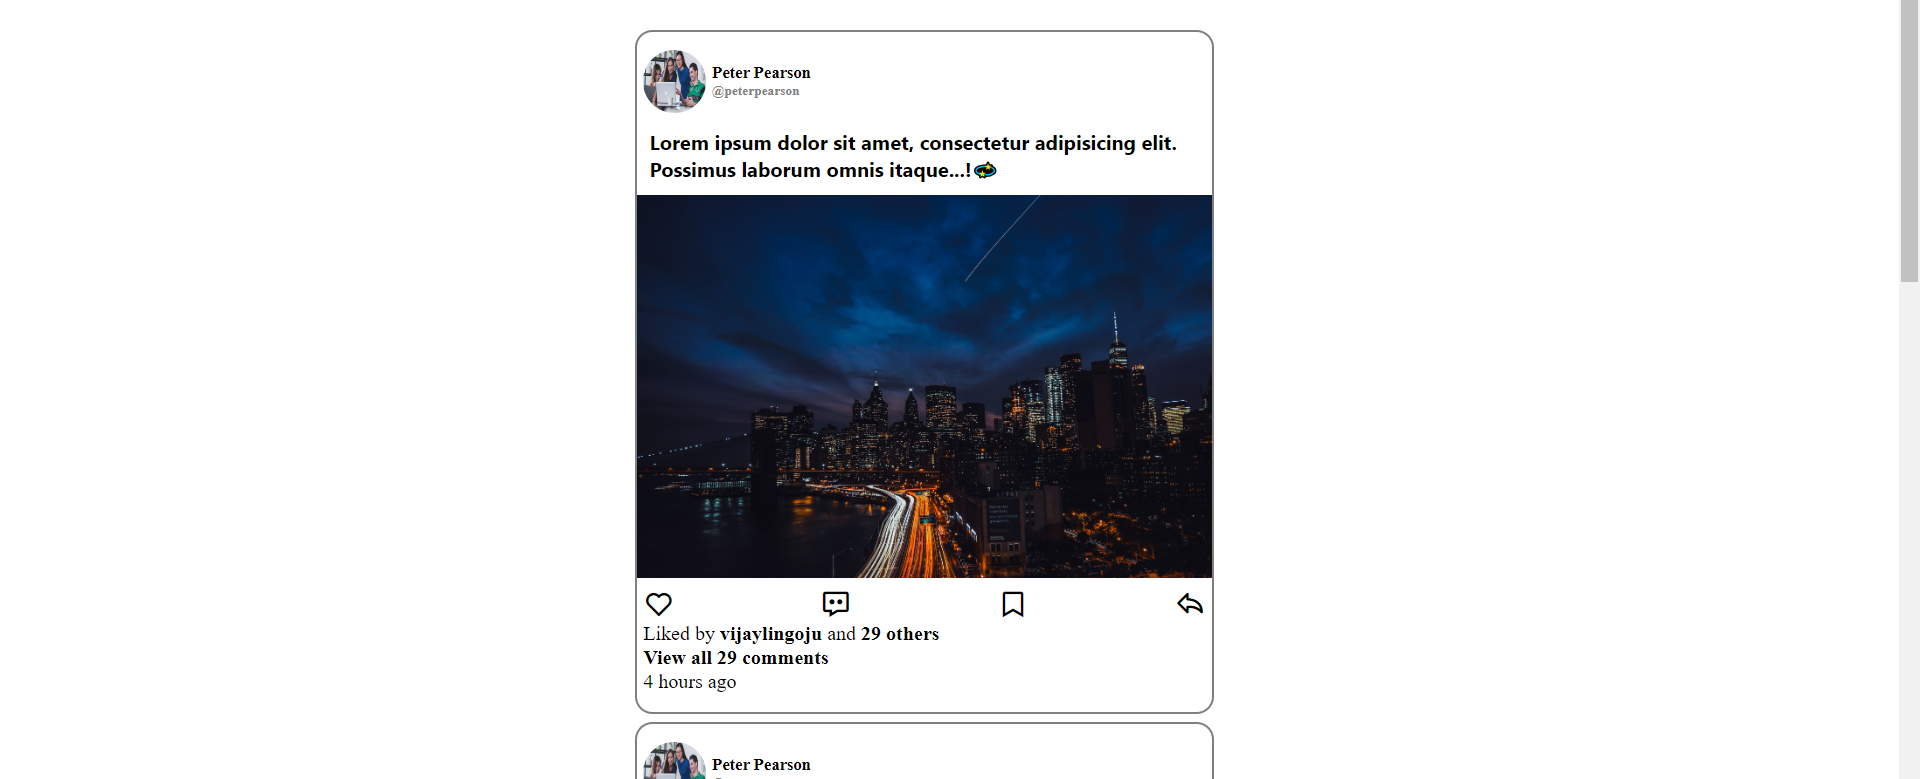 Peter Pearson
@peterpearson
Lorem ipsum dolor sit amet, consectetur adipisicing elit.
Possimus laborum omnis itaque...!💫
Liked by vijaylingoju and 29 others
View all 29 comments
4 hours ago
Peter Pearson